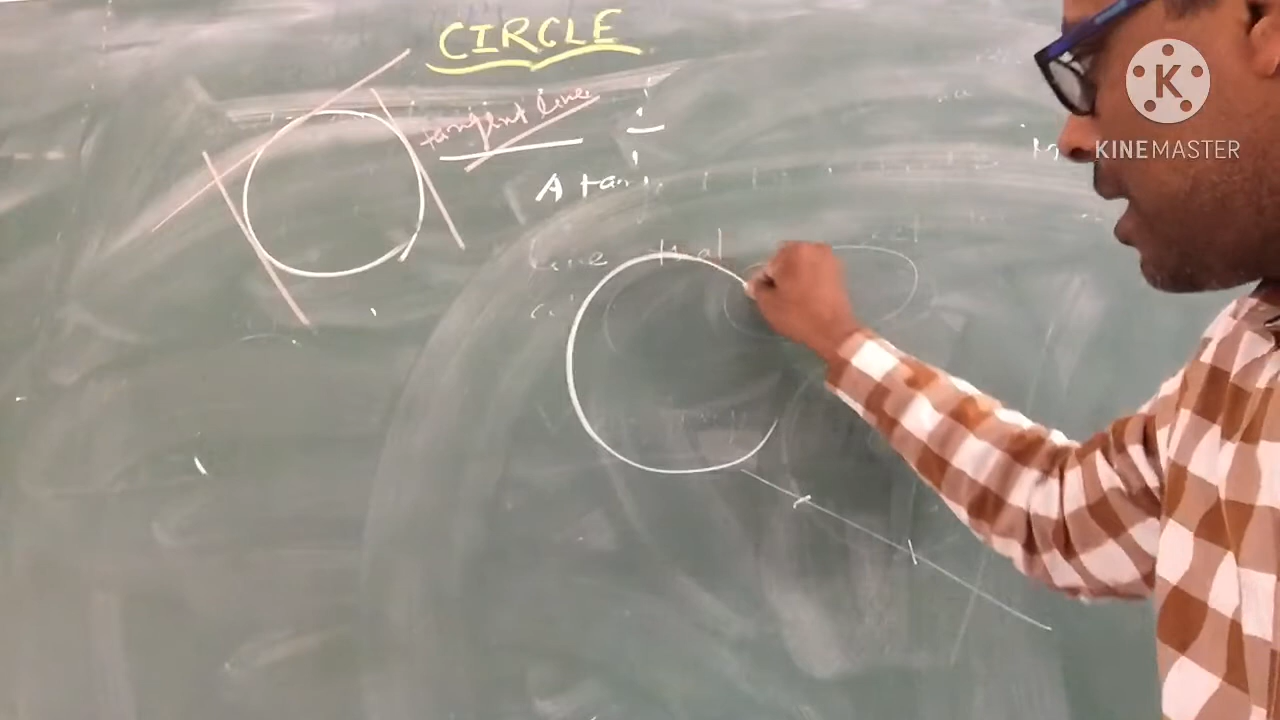 CIRCLE
tangent line
A tan
line that
K
KINEMASTER